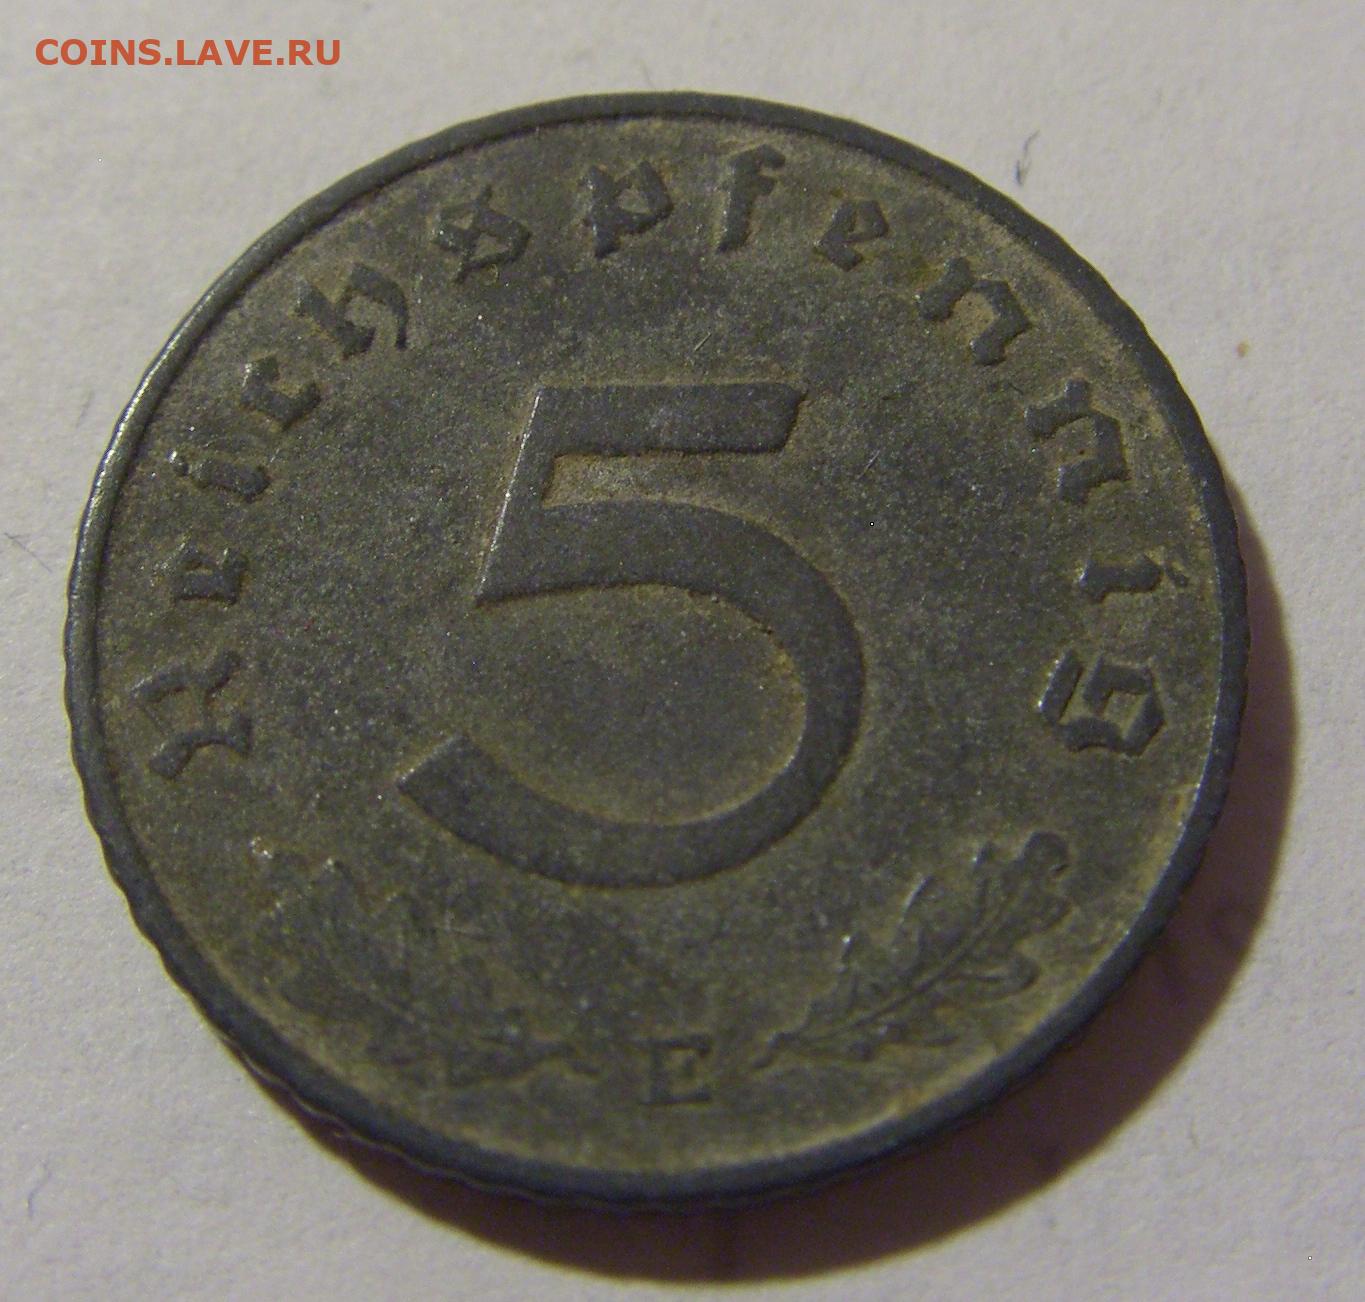 COINS.LAVE.RU
Reichspfennig
5
E